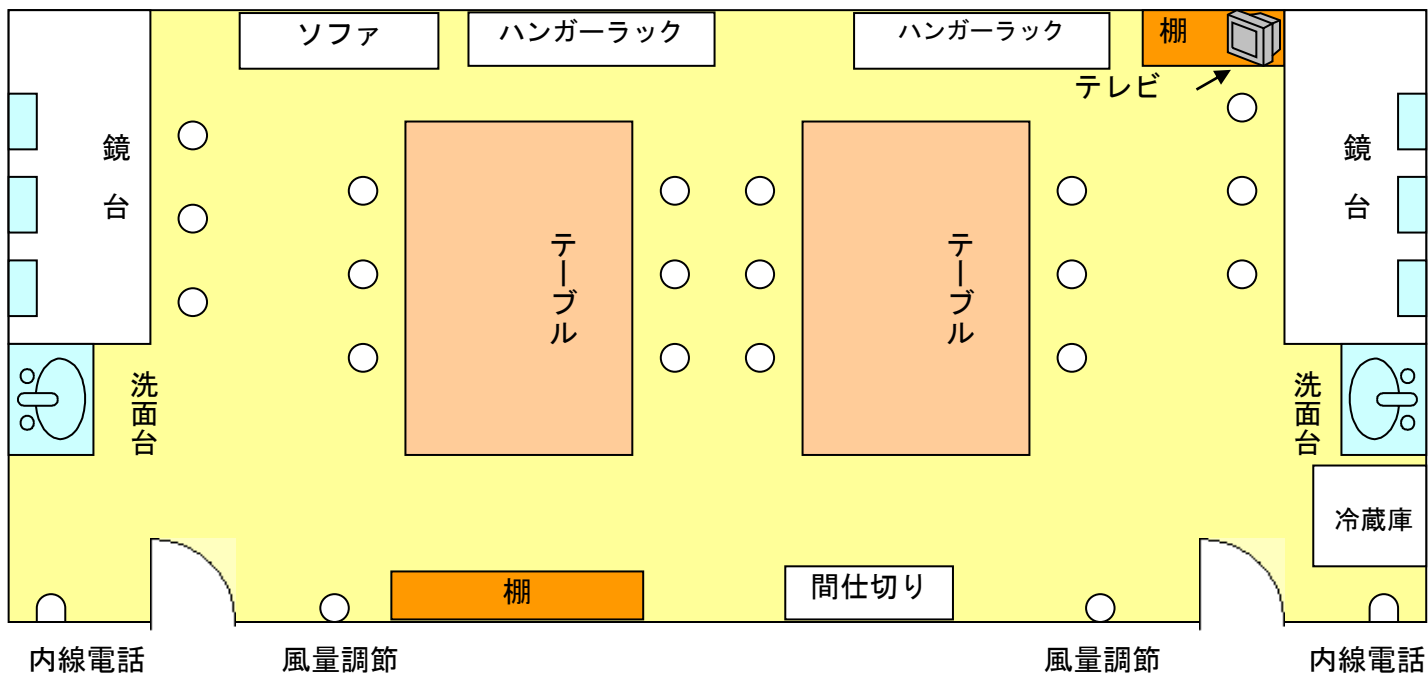 ソファ
ハンガーラック
ハンガーラック
棚
テレビ
鏡台
鏡台
テーブル
テーブル
洗面台
洗面台
冷蔵庫
棚
間仕切り
内線電話
風量調節
風量調節
内線電話